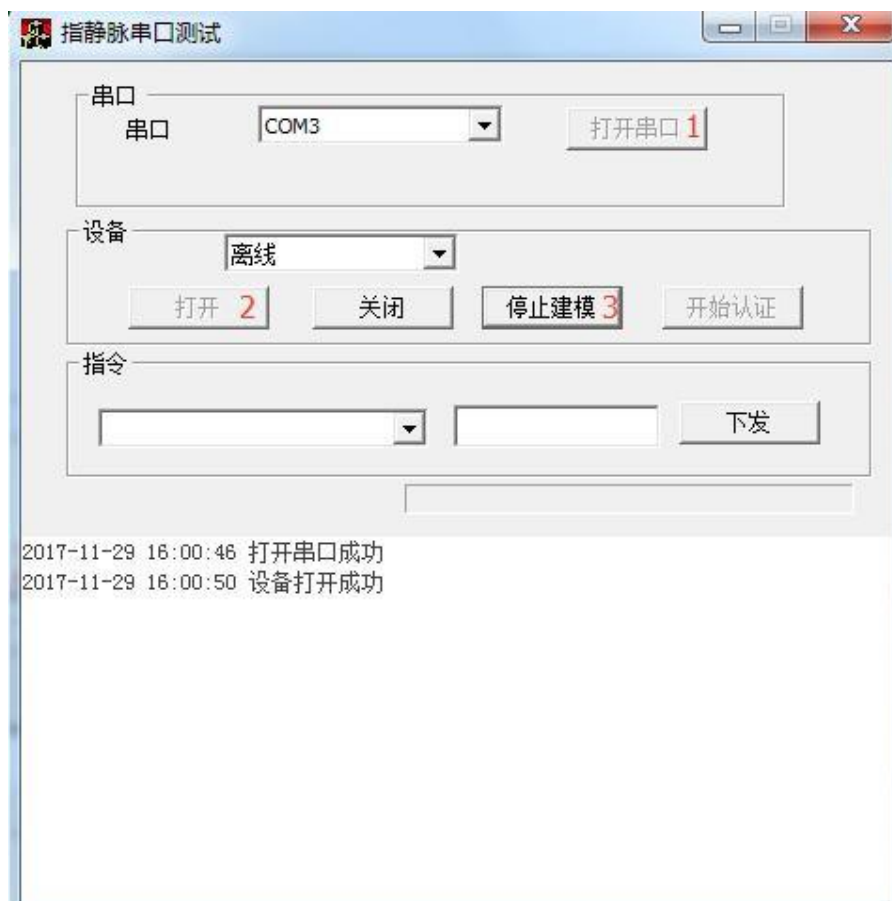 指静脉串口测试
串口
串口 COM3 打开串口 1
设备
离线
打开 2 关闭 停止建模 3 开始认证
指令
下发
2017-11-29 16:00:46 打开串口成功
2017-11-29 16:00:50 设备打开成功